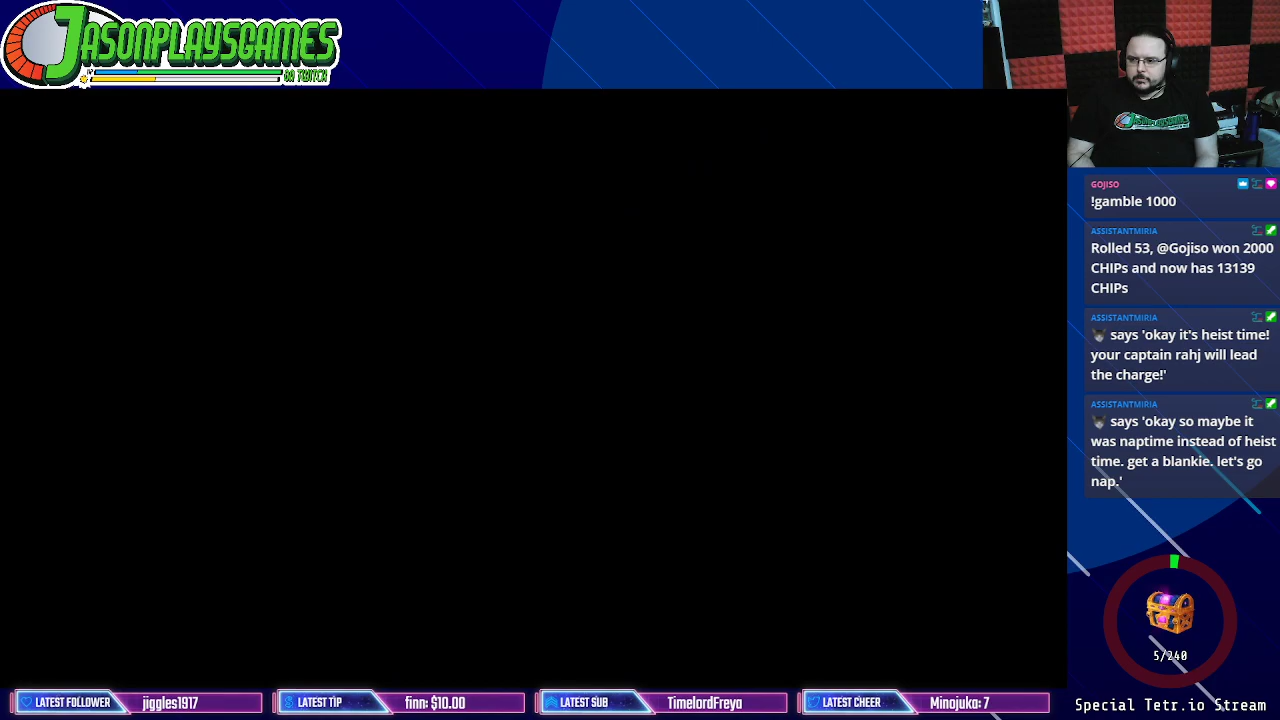 JASONPLAYSGAMES
ON TWITCH
JASONPLAYSGAMES
GOJISO
!gamble 1000
ASSISTANTMIRIA
Rolled 53, @Gojiso won 2000
CHIPs and now has 13139
CHIPs
ASSISTANTMIRIA
says 'okay it's heist time!
your captain rahj will lead
the charge!'
ASSISTANTMIRIA
says 'okay so maybe it
was naptime instead of heist
time. get a blankie. let's go
nap.'
5/240
LATEST FOLLOWER jiggles1917 LATEST TIP finn: $10.00 LATEST SUB TimelordFreya LATEST CHEER Minojuko: 7
Special Tetr.io Stream